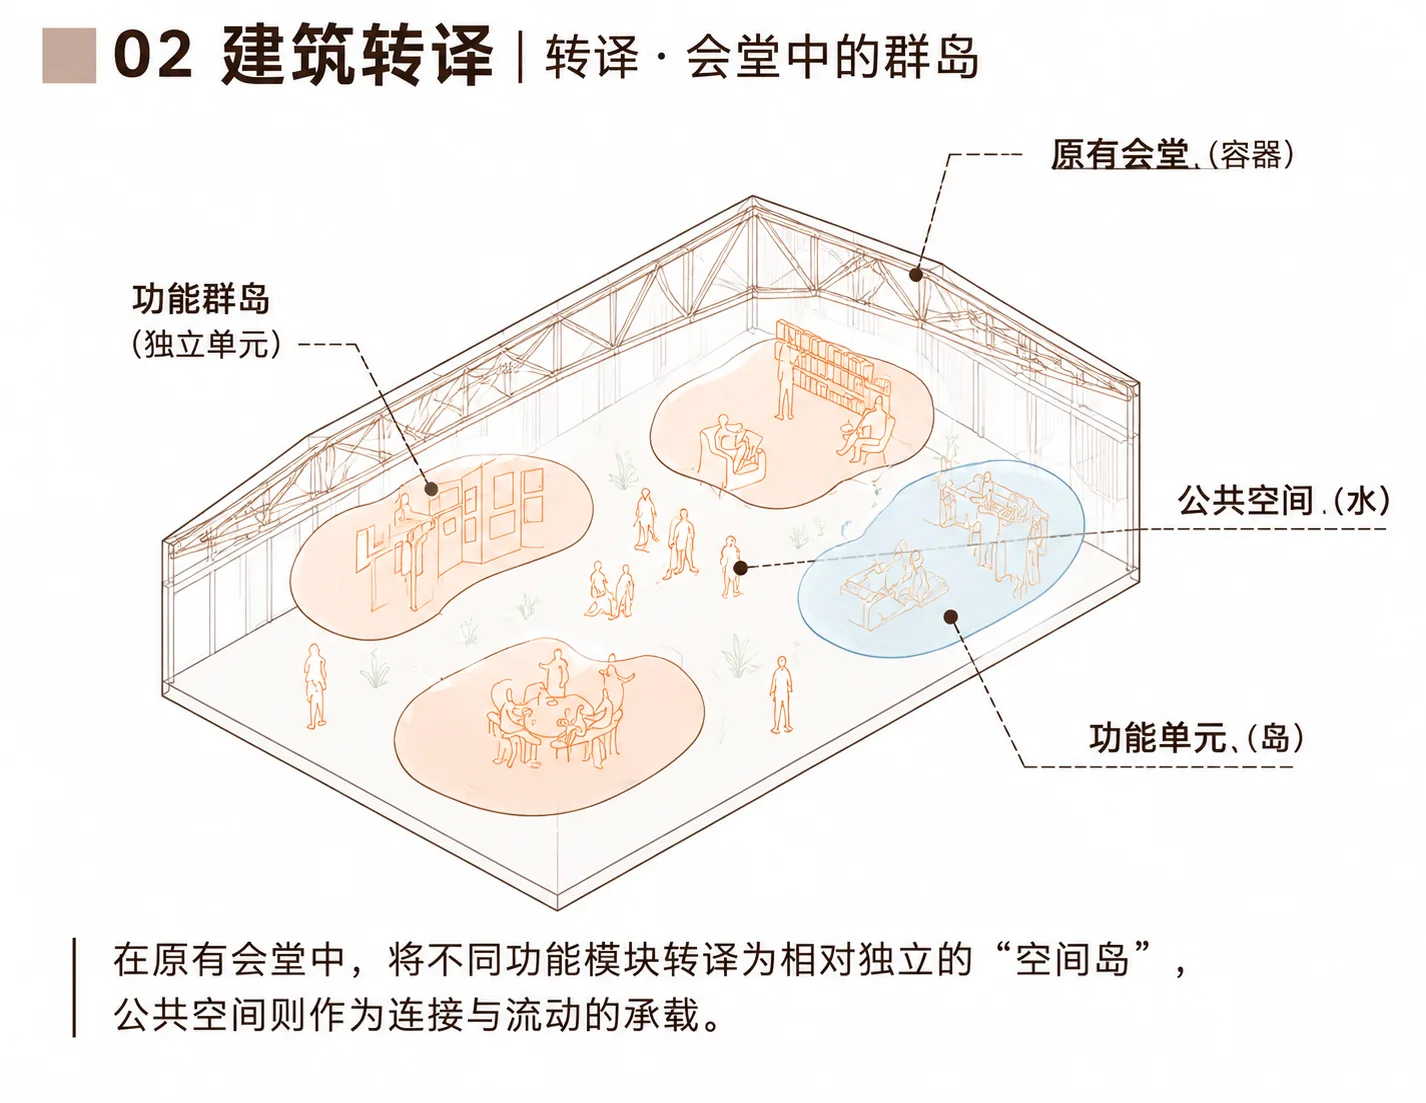 02 建筑转译 | 转译 · 会堂中的群岛
原有会堂、(容器)
功能群岛
(独立单元)
公共空间 . (水)
功能单元、(岛)
在原有会堂中，将不同功能模块转译为相对独立的“空间岛”，
公共空间则作为连接与流动的承载。